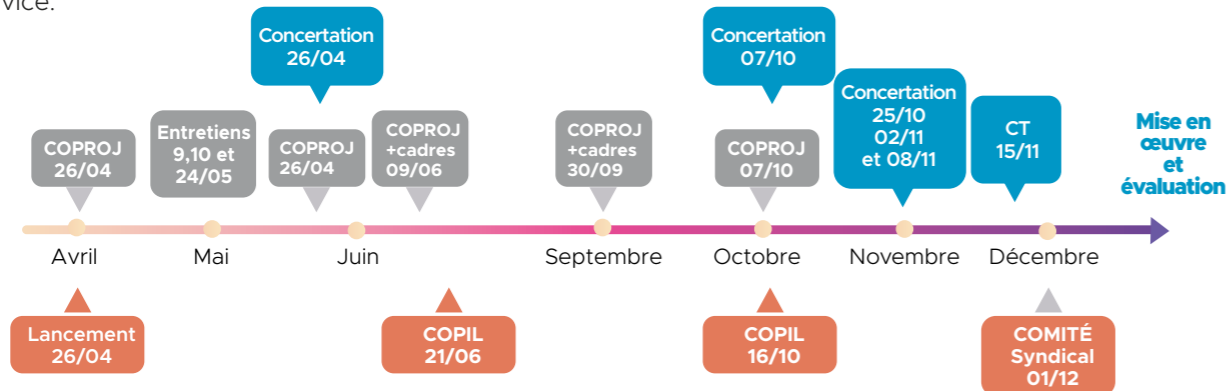 vice.
Concertation
26/04
Concertation
07/10
Concertation
25/10
02/11
et 08/11
CT
15/11
Mise en
œuvre
et
évaluation
COPROJ
26/04
Entretiens
9,10 et
24/05
COPROJ
26/04
COPROJ
+cadres
09/06
COPROJ
+cadres
30/09
COPROJ
07/10
Avril
Mai
Juin
Septembre
Octobre
Novembre
Décembre
Lancement
26/04
COPIL
21/06
COPIL
16/10
COMITÉ
Syndical
01/12